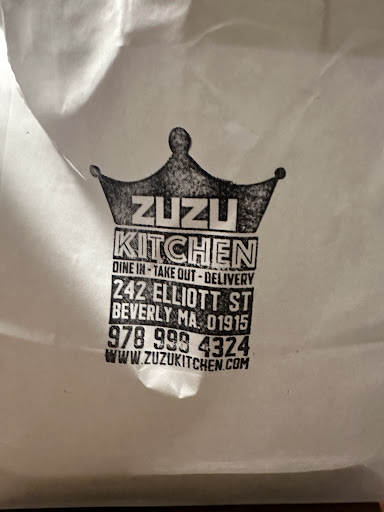 ZUZU
KITCHEN
DINE IN - TAKE OUT - DELIVERY
242 ELLIOTT ST
BEVERLY MA. 01915
978 998 4324
WWW.ZUZUKITCHEN.COM